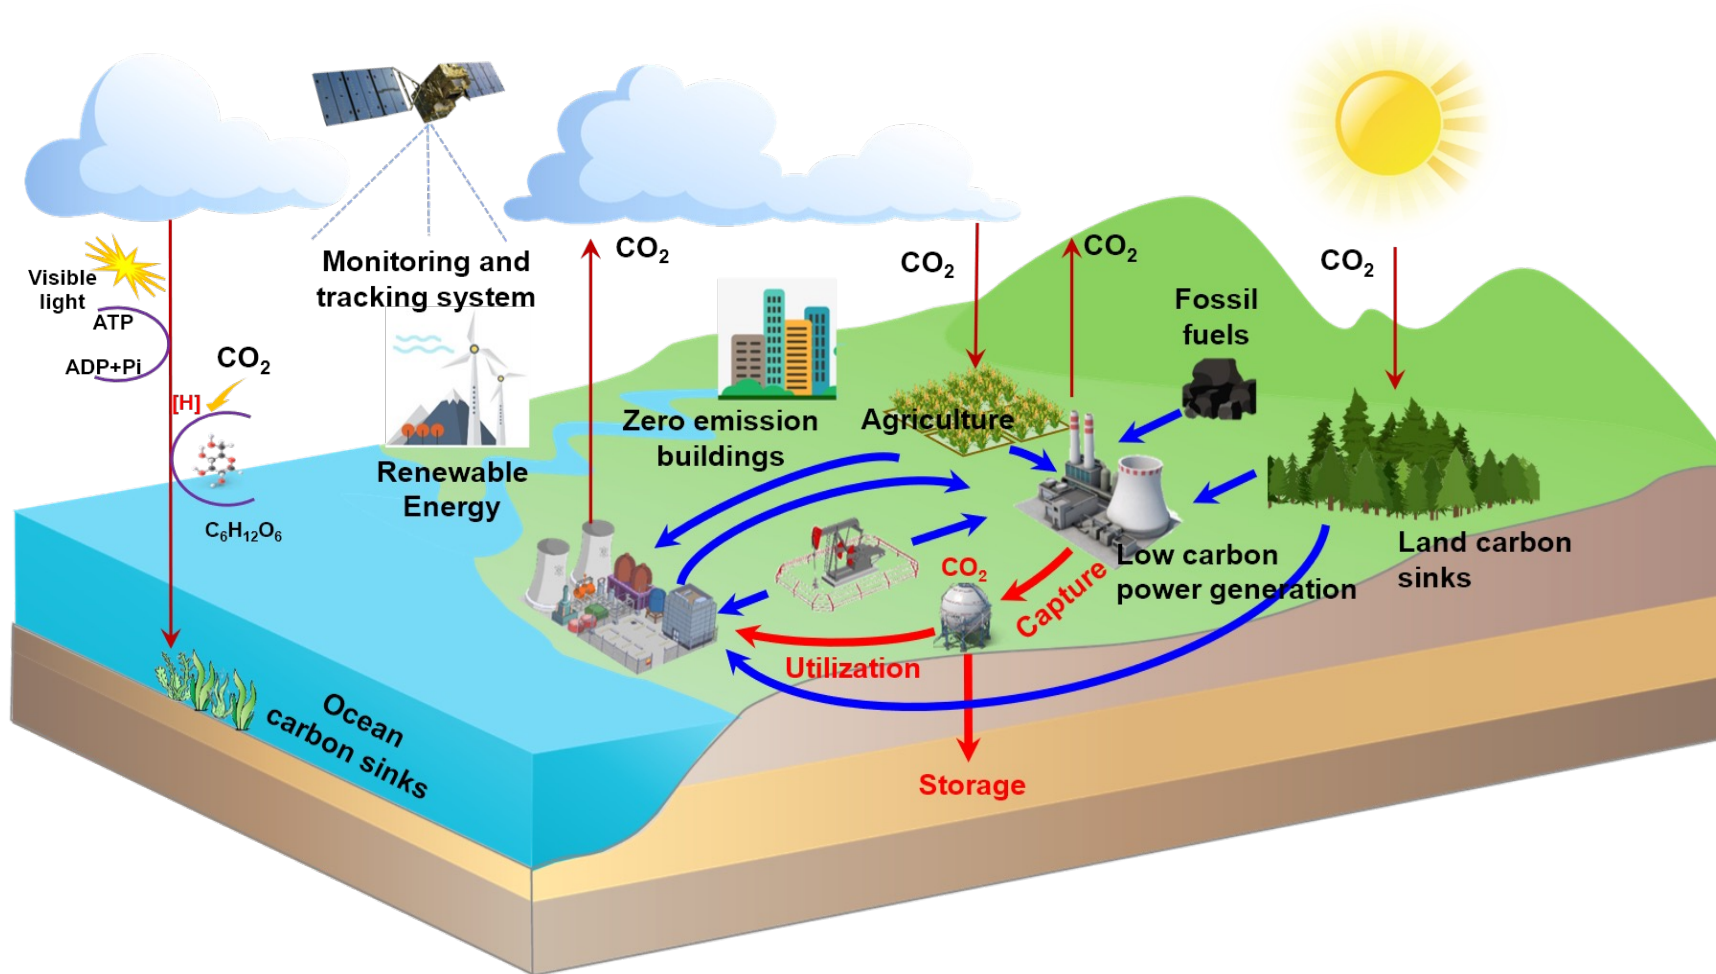 Visible
light
ATP
ADP+Pi
CO₂
[H]
C₆H₁₂O₆
Monitoring and
tracking system
Renewable
Energy
CO₂
Zero emission
buildings
CO₂
Agriculture
CO₂
Fossil
fuels
CO₂
Land carbon
sinks
Low carbon
power generation
CO₂
Capture
Utilization
Storage
Ocean
carbon sinks